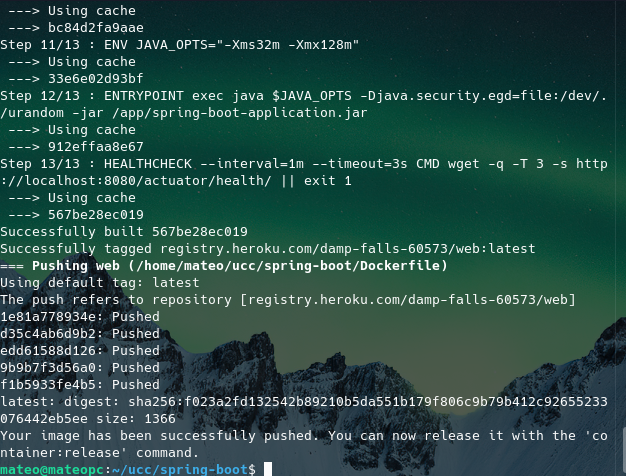 ---> Using cache
 ---> bc84d2fa9aae
Step 11/13 : ENV JAVA_OPTS="-Xms32m -Xmx128m"
 ---> Using cache
 ---> 33e6e02d93bf
Step 12/13 : ENTRYPOINT exec java $JAVA_OPTS -Djava.security.egd=file:/dev/.
/urandom -jar /app/spring-boot-application.jar
 ---> Using cache
 ---> 912effaa8e67
Step 13/13 : HEALTHCHECK --interval=1m --timeout=3s CMD wget -q -T 3 -s http
://localhost:8080/actuator/health/ || exit 1
 ---> Using cache
 ---> 567be28ec019
Successfully built 567be28ec019
Successfully tagged registry.heroku.com/damp-falls-60573/web:latest
=== Pushing web (/home/mateo/ucc/spring-boot/Dockerfile)
Using default tag: latest
The push refers to repository [registry.heroku.com/damp-falls-60573/web]
1e81a778934e: Pushed
d35c4ab6d9b2: Pushed
edd61588d126: Pushed
9b9b7f3d56a0: Pushed
f1b5933fe4b5: Pushed
latest: digest: sha256:f023a2fd132542b89210b5da551b179f806c9b79b412c92655233
076442eb5ee size: 1366
Your image has been successfully pushed. You can now release it with the 'co
ntainer:release' command.
mateo@mateopc:~/ucc/spring-boot$